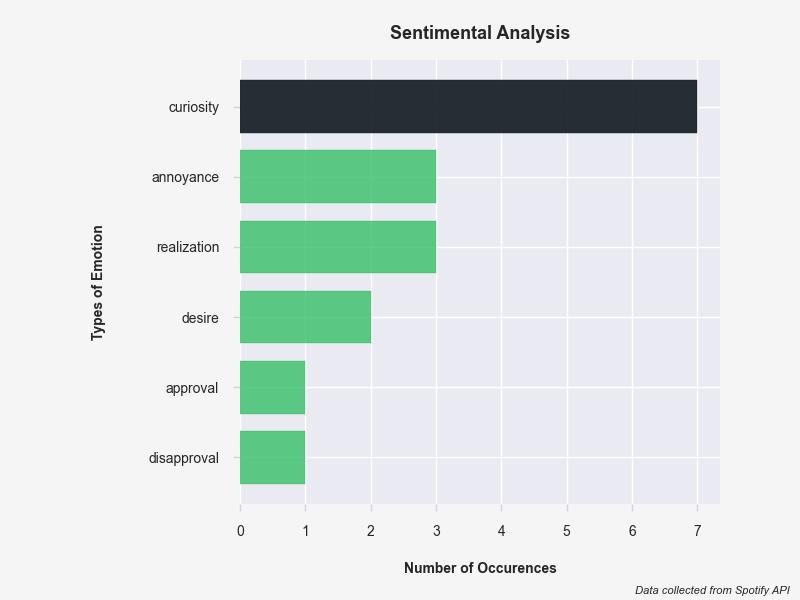 Sentimental Analysis
curiosity
annoyance
realization
desire
approval
disapproval
Types of Emotion
0 1 2 3 4 5 6 7
Number of Occurences
Data collected from Spotify API